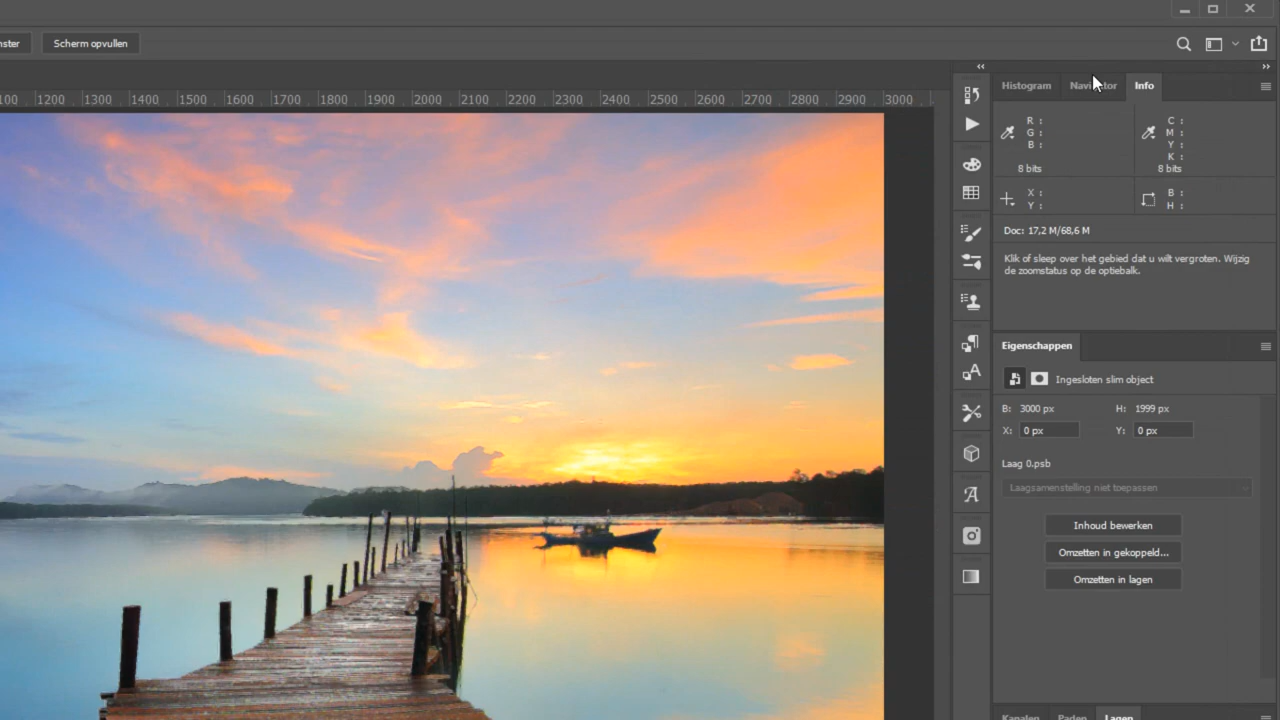 nster Scherm opvullen
100 1200 1300 1400 1500 1600 1700 1800 1900 2000 2100 2200 2300 2400 2500 2600 2700 2800 2900 3000
Histogram Navigator Info
R :
G :
B :
8 bits
C :
M :
Y :
K :
8 bits
X :
Y :
B :
H :
Doc: 17,2 M/68,6 M
Klik of sleep over het gebied dat u wilt vergroten. Wijzig
de zoomstatus op de optiebalk.
Eigenschappen
Ingesloten slim object
B: 3000 px H: 1999 px
X: 0 px Y: 0 px
Laag 0.psb
Laagsamenstelling niet toepassen
Inhoud bewerken
Omzetten in gekoppeld...
Omzetten in lagen
Kanalen Paden Lagen